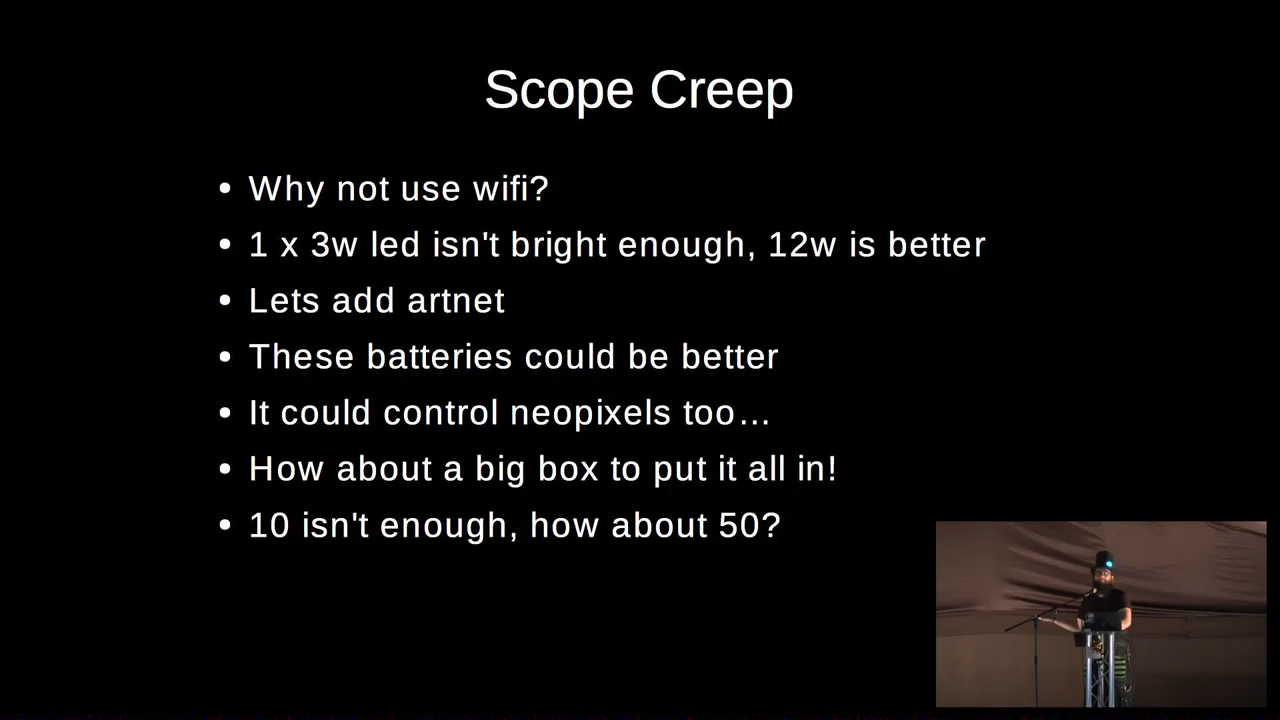 Scope Creep
• Why not use wifi?
• 1 x 3w led isn't bright enough, 12w is better
• Lets add artnet
• These batteries could be better
• It could control neopixels too...
• How about a big box to put it all in!
• 10 isn't enough, how about 50?